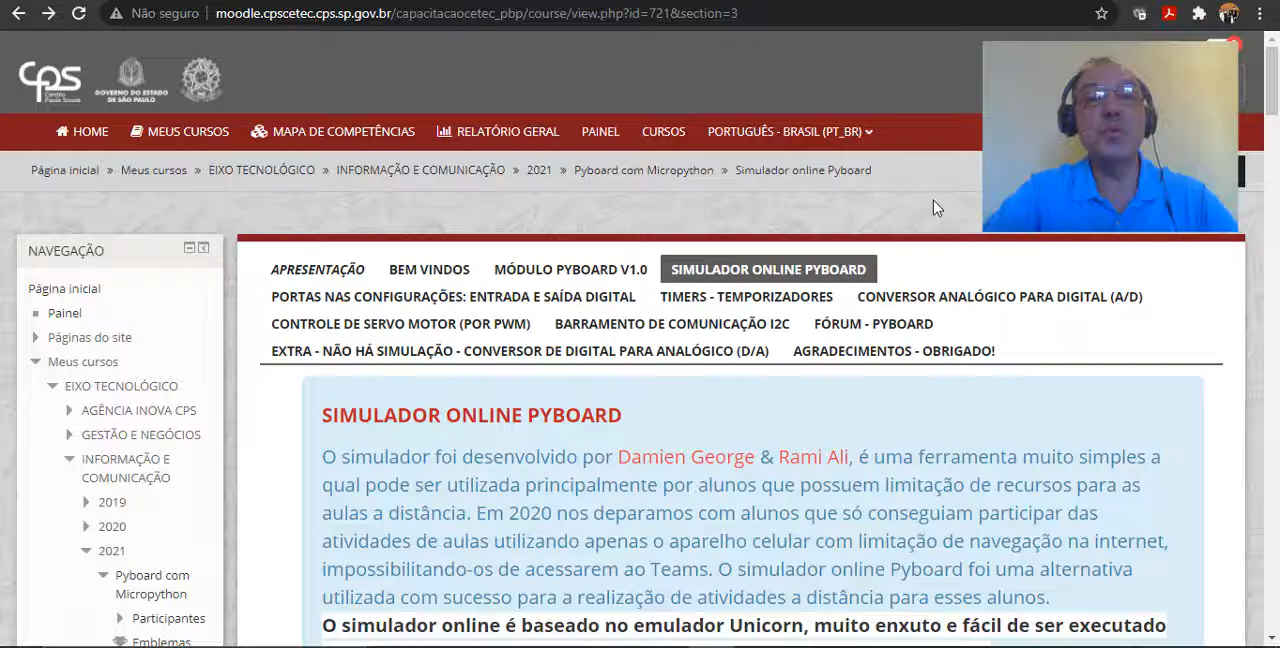 Não seguro
moodle.cpscetec.cps.sp.gov.br/capacitacaocetec_pbp/course/view.php?id=721&section=3
cps
Centro
Paula Souza
GOVERNO DO ESTADO
DE SÃO PAULO
HOME MEUS CURSOS MAPA DE COMPETÊNCIAS RELATÓRIO GERAL PAINEL CURSOS PORTUGUÊS - BRASIL (PT_BR)
Página inicial » Meus cursos » EIXO TECNOLÓGICO » INFORMAÇÃO E COMUNICAÇÃO » 2021 » Pyboard com Micropython » Simulador online Pyboard
NAVEGAÇÃO
Página inicial
Painel
Páginas do site
Meus cursos
EIXO TECNOLÓGICO
AGÊNCIA INOVA CPS
GESTÃO E NEGÓCIOS
INFORMAÇÃO E
COMUNICAÇÃO
2019
2020
2021
Pyboard com
Micropython
Participantes
Emblemas
APRESENTAÇÃO BEM VINDOS MÓDULO PYBOARD V1.0 SIMULADOR ONLINE PYBOARD
PORTAS NAS CONFIGURAÇÕES: ENTRADA E SAÍDA DIGITAL TIMERS - TEMPORIZADORES CONVERSOR ANALÓGICO PARA DIGITAL (A/D)
CONTROLE DE SERVO MOTOR (POR PWM) BARRAMENTO DE COMUNICAÇÃO I2C FÓRUM - PYBOARD
EXTRA - NÃO HÁ SIMULAÇÃO - CONVERSOR DE DIGITAL PARA ANALÓGICO (D/A) AGRADECIMENTOS - OBRIGADO!
SIMULADOR ONLINE PYBOARD
O simulador foi desenvolvido por Damien George & Rami Ali, é uma ferramenta muito simples a
qual pode ser utilizada principalmente por alunos que possuem limitação de recursos para as
aulas a distância. Em 2020 nos deparamos com alunos que só conseguiam participar das
atividades de aulas utilizando apenas o aparelho celular com limitação de navegação na internet,
impossibilitando-os de acessarem ao Teams. O simulador online Pyboard foi uma alternativa
utilizada com sucesso para a realização de atividades a distância para esses alunos.
O simulador online é baseado no emulador Unicorn, muito enxuto e fácil de ser executado